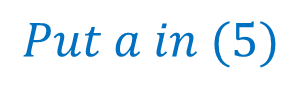 Put a in (5)